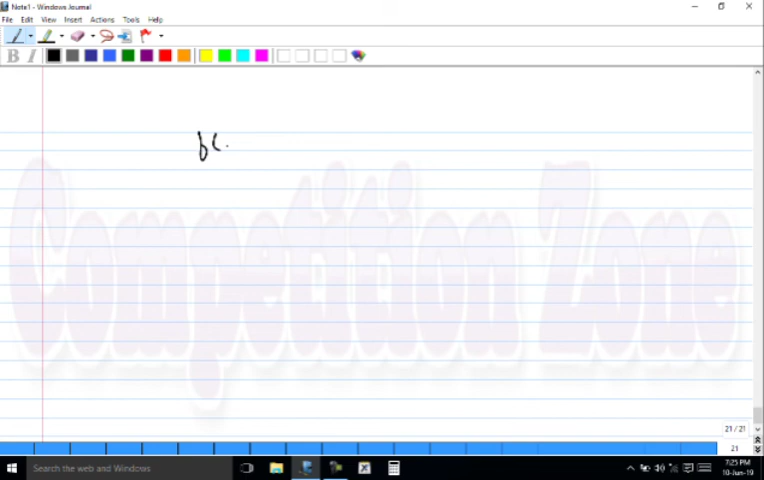 Note1 - Windows Journal
File Edit View Insert Actions Tools Help
B I
bc.
Competition Zone
21 / 21
21
Search the web and Windows
7:25 PM
10-Jun-19